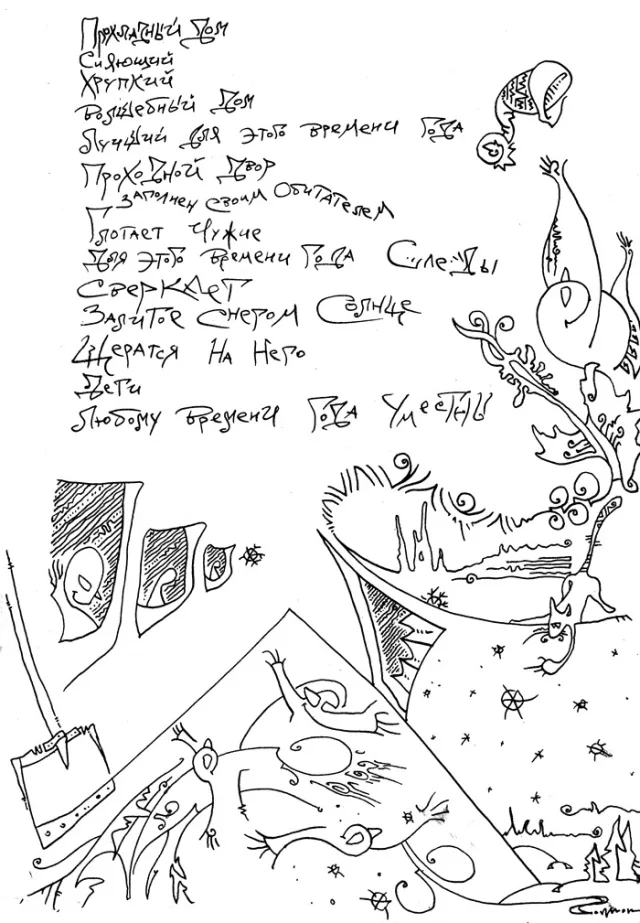 Прохладный Дом
Сияющий
Хрупкий
Волшебный Дом
Лучший Для этого времени Года
Проходной Двор
Заполнен Своим Обитателем
Глотает Чужие
Для этого времени Года Следы
Сверкает
Залитое Снегом Солнце
Щерятся На Него
Дети
Любому времени Года Уместны